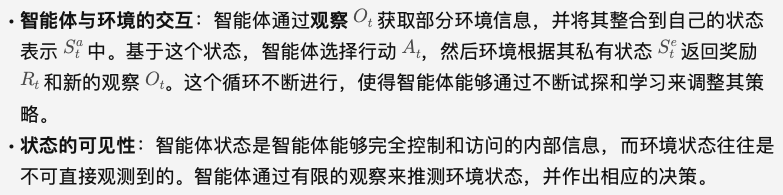 • 智能体与环境的交互：智能体通过观察 Oₜ 获取部分环境信息，并将其整合到自己的状态
表示 Sₜᵃ 中。基于这个状态，智能体选择行动 Aₜ，然后环境根据其私有状态 Sₜᵉ 返回奖励
Rₜ 和新的观察 Oₜ。这个循环不断进行，使得智能体能够通过不断试探和学习来调整其策
略。
• 状态的可见性：智能体状态是智能体能够完全控制和访问的内部信息，而环境状态往往是
不可直接观测到的。智能体通过有限的观察来推测环境状态，并作出相应的决策。